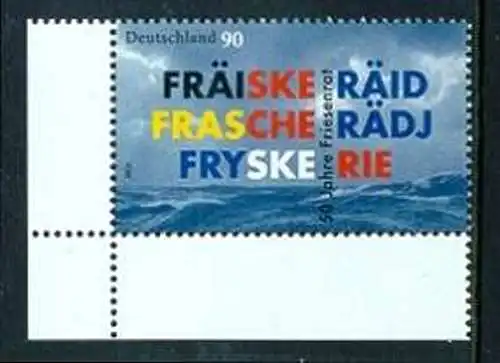 Deutschland 90
FRÄISKE RÄID
FRASCHE RÄDJ
FRYSKE RIE
50 Jahre Friesenrat